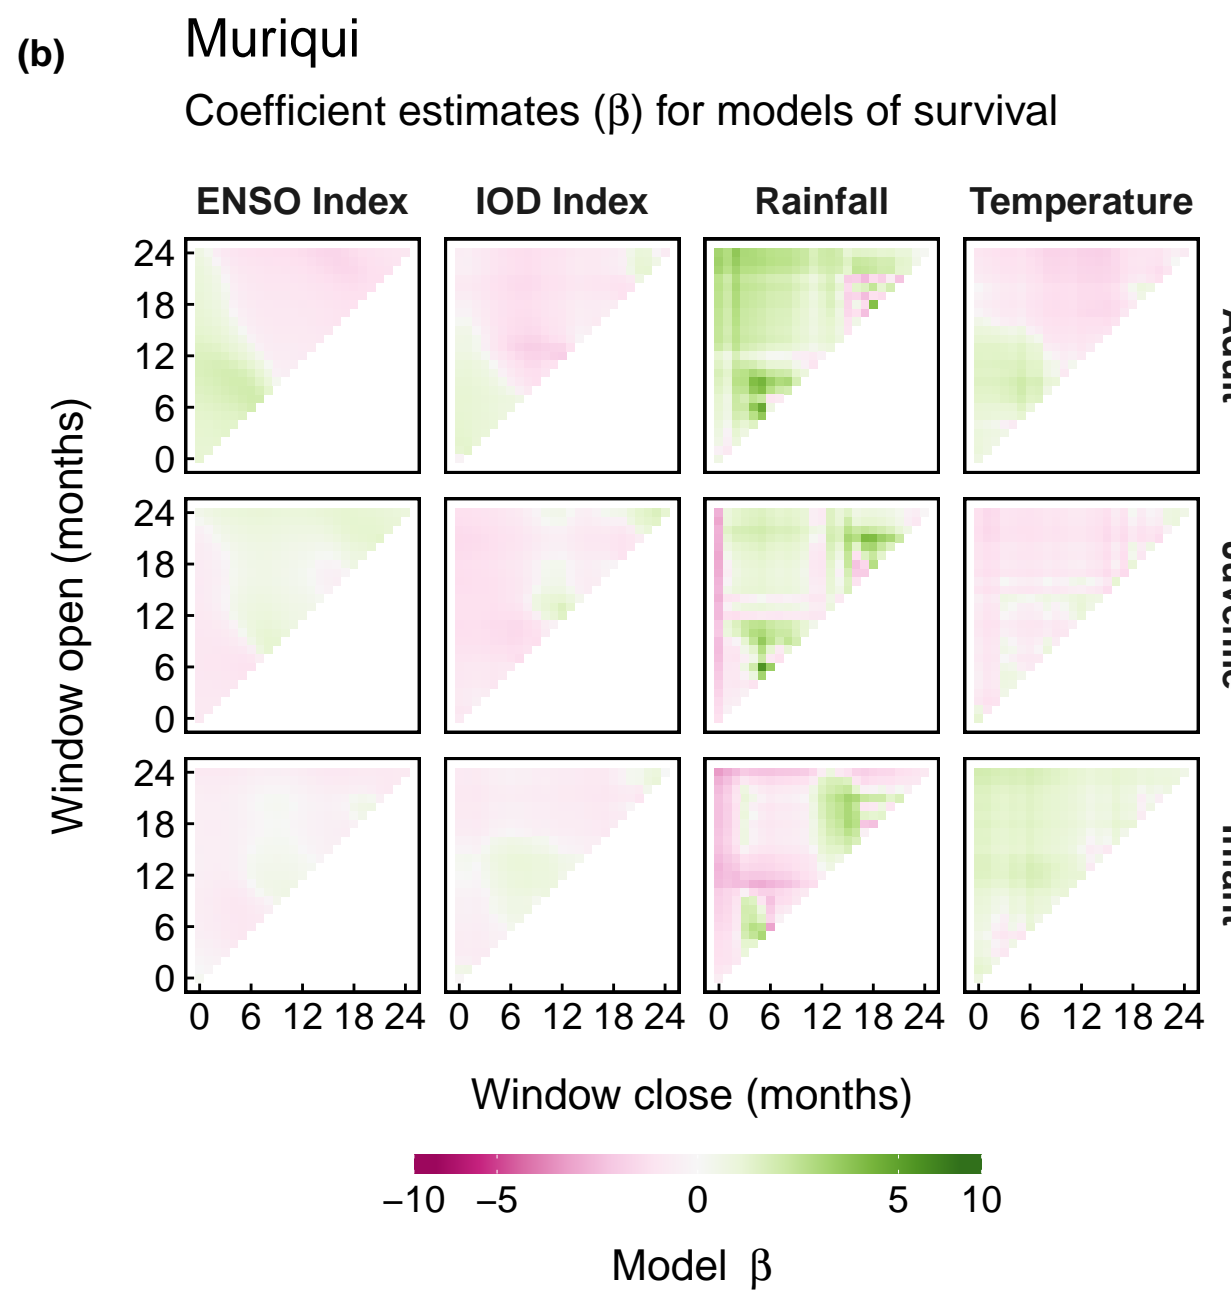 (b) Muriqui
Coefficient estimates (β) for models of survival
ENSO Index IOD Index Rainfall Temperature
Window open (months)
24
18
12
6
0
24
18
12
6
0
24
18
12
6
0
0 6 12 18 24 0 6 12 18 24 0 6 12 18 24 0 6 12 18 24
Window close (months)
−10 −5 0 5 10
Model β